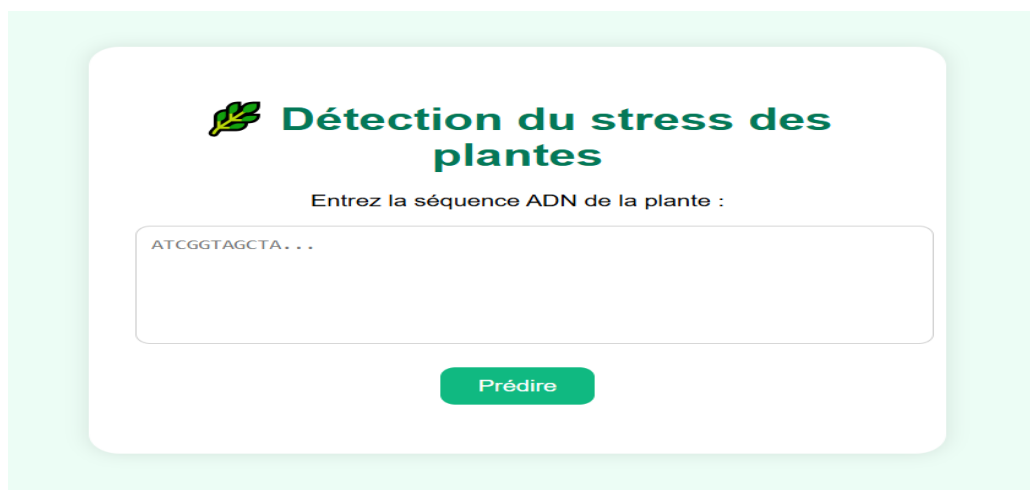 Détection du stress des
plantes
Entrez la séquence ADN de la plante :
ATCGGTAGCTA...
Prédire